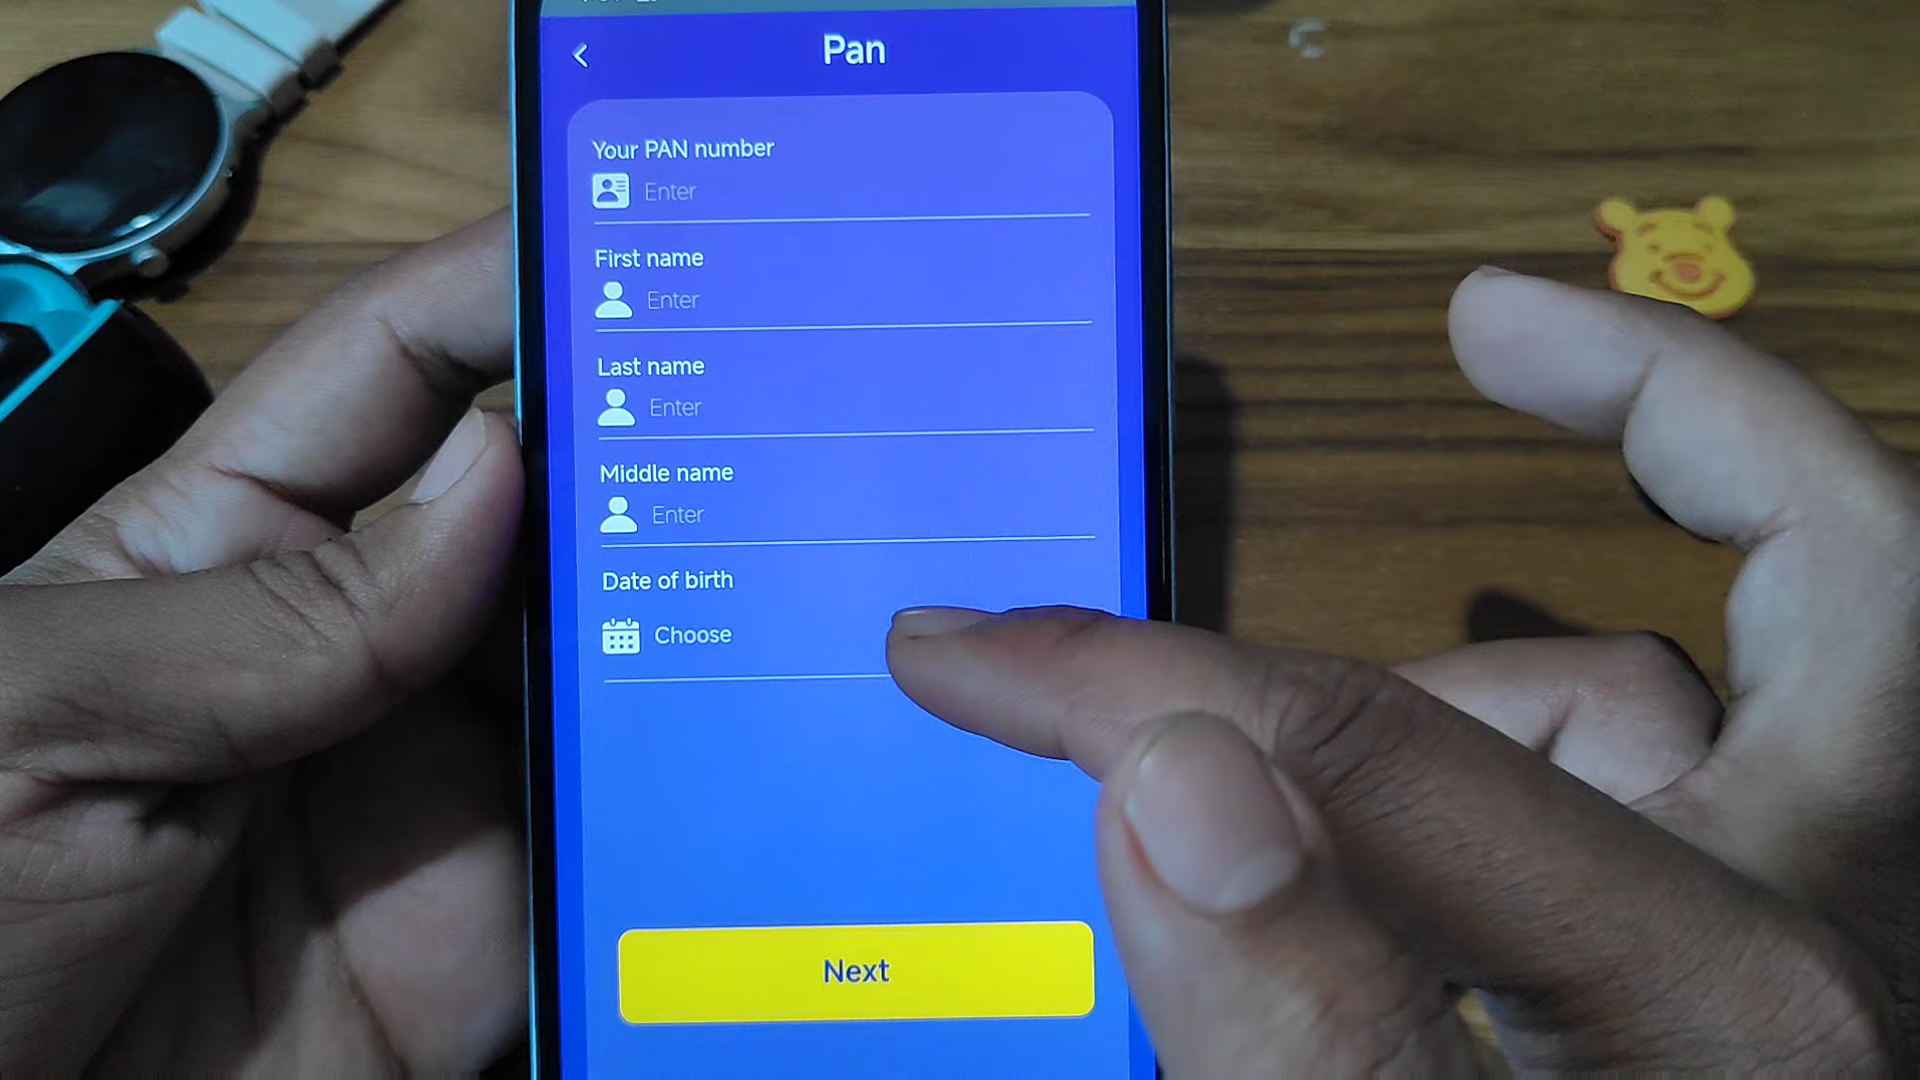 Pan
Your PAN number
Enter
First name
Enter
Last name
Enter
Middle name
Enter
Date of birth
Choose
Next